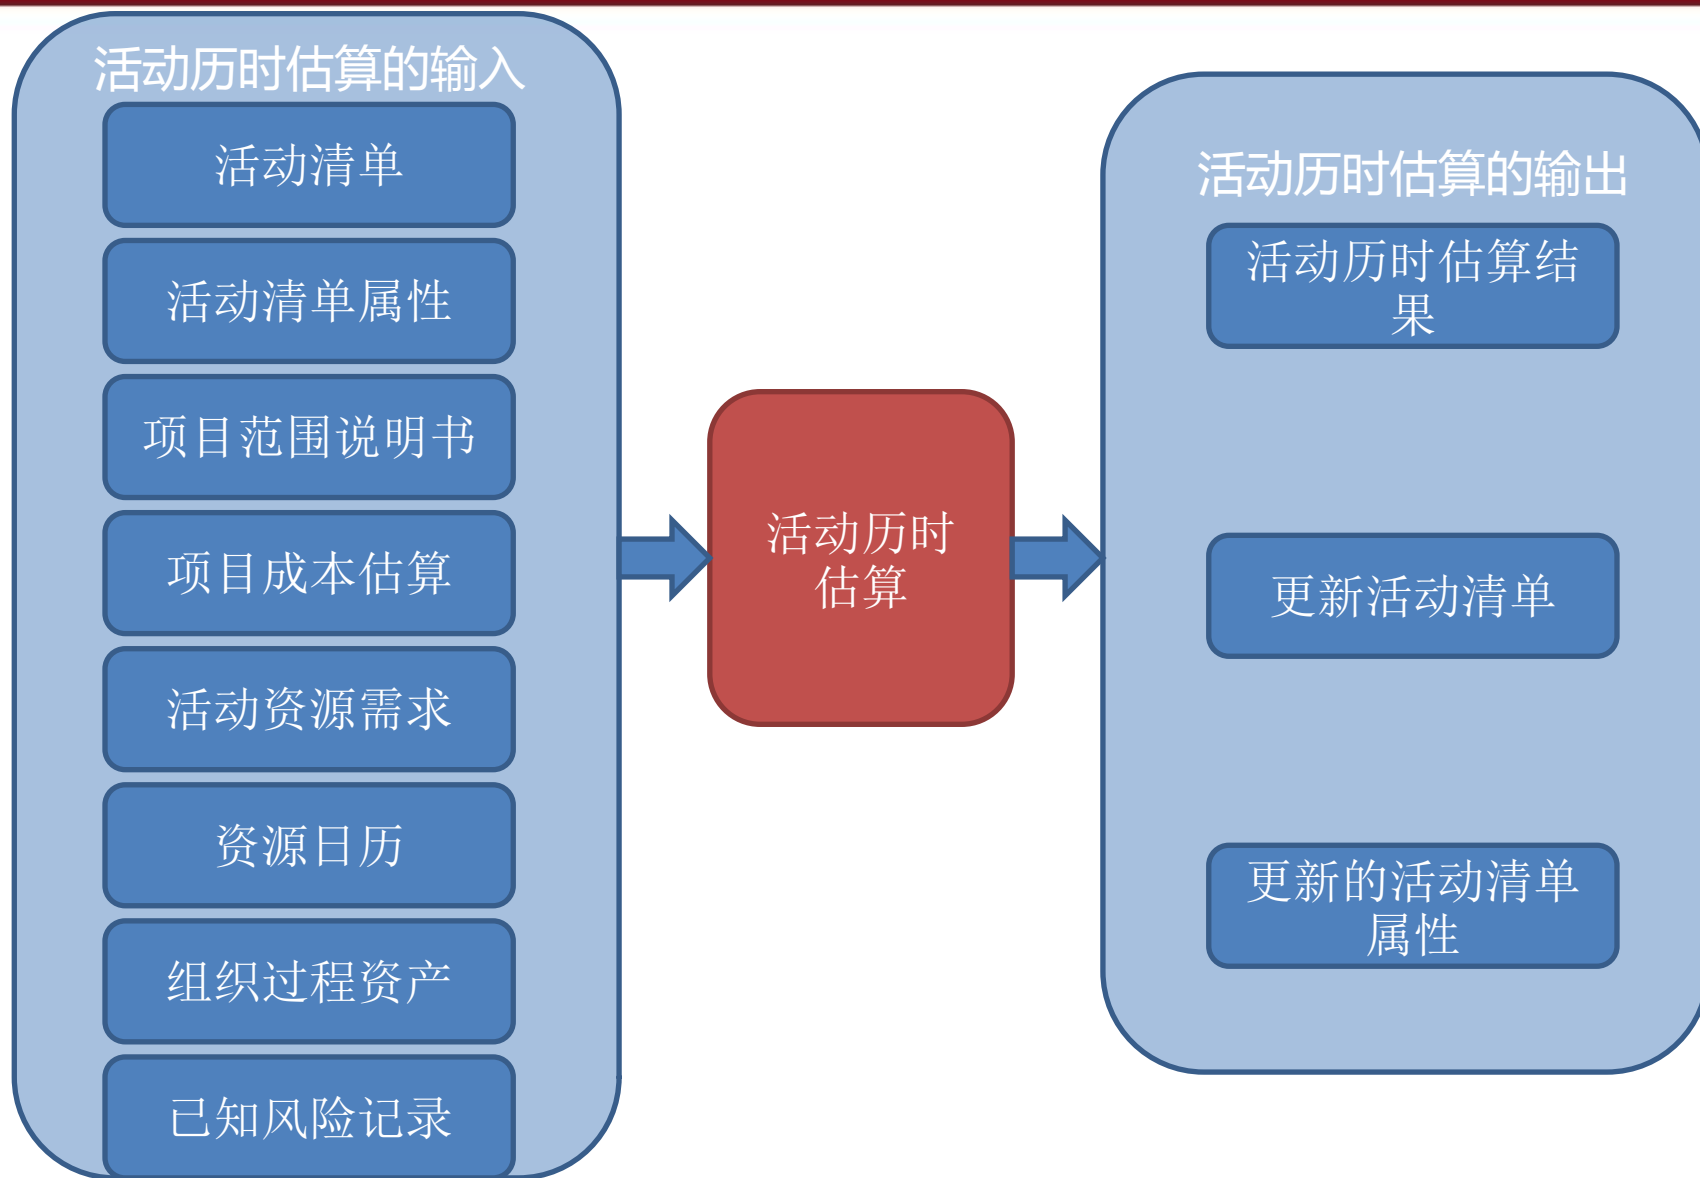 活动历时估算的输入
活动清单
活动清单属性
项目范围说明书
项目成本估算
活动资源需求
资源日历
组织过程资产
已知风险记录
活动历时
估算
活动历时估算的输出
活动历时估算结
果
更新活动清单
更新的活动清单
属性